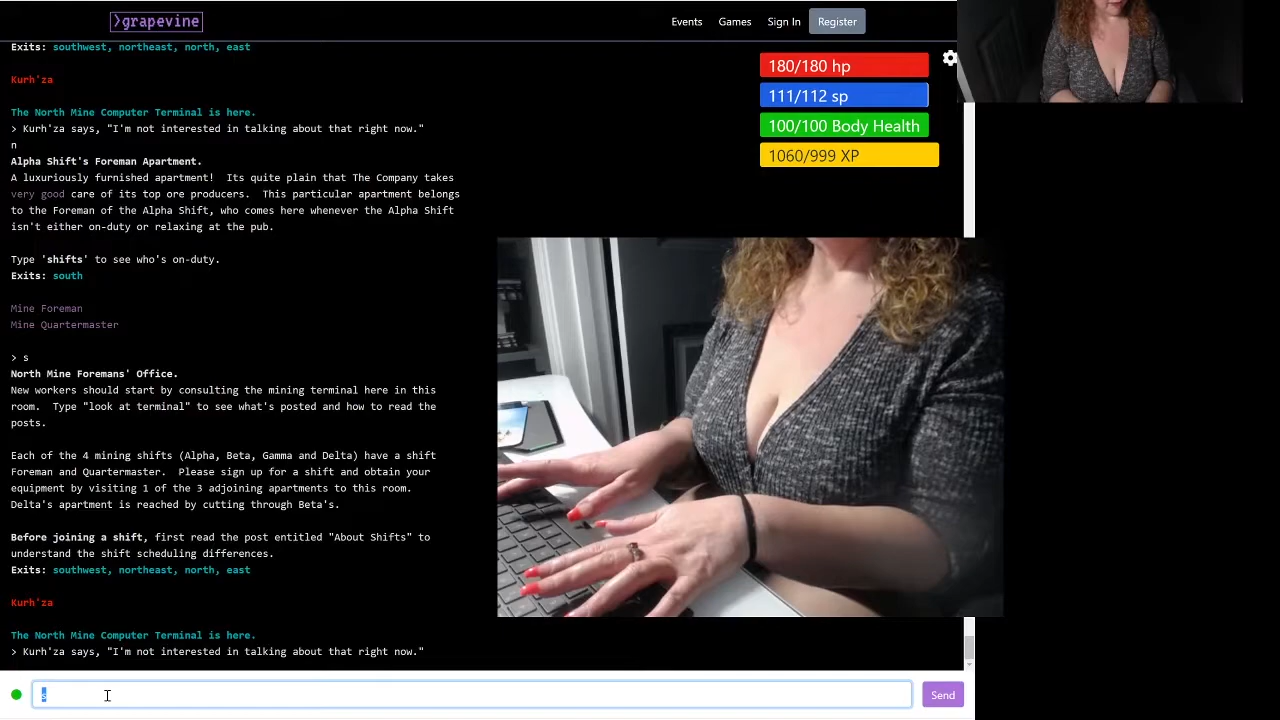 >grapevine
Events Games Sign In Register
Exits: southwest, northeast, north, east
Kurh'za
The North Mine Computer Terminal is here.
> Kurh'za says, "I'm not interested in talking about that right now."
n
Alpha Shift's Foreman Apartment.
A luxuriously furnished apartment!  Its quite plain that The Company takes
very good care of its top ore producers.  This particular apartment belongs
to the Foreman of the Alpha Shift, who comes here whenever the Alpha Shift
isn't either on-duty or relaxing at the pub.
Type 'shifts' to see who's on-duty.
Exits: south
Mine Foreman
Mine Quartermaster
> s
North Mine Foremans' Office.
New workers should start by consulting the mining terminal here in this
room.  Type "look at terminal" to see what's posted and how to read the
posts.
Each of the 4 mining shifts (Alpha, Beta, Gamma and Delta) have a shift
Foreman and Quartermaster.  Please sign up for a shift and obtain your
equipment by visiting 1 of the 3 adjoining apartments to this room.
Delta's apartment is reached by cutting through Beta's.
Before joining a shift, first read the post entitled "About Shifts" to
understand the shift scheduling differences.
Exits: southwest, northeast, north, east
Kurh'za
The North Mine Computer Terminal is here.
> Kurh'za says, "I'm not interested in talking about that right now."
s
Send
180/180 hp
111/112 sp
100/100 Body Health
1060/999 XP